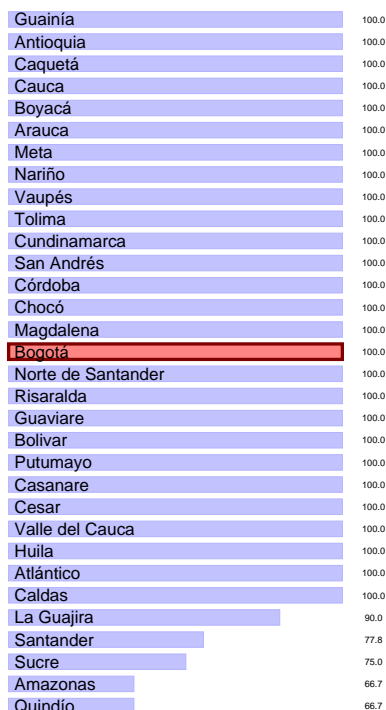 Guainía 100.0
Antioquia 100.0
Caquetá 100.0
Cauca 100.0
Boyacá 100.0
Arauca 100.0
Meta 100.0
Nariño 100.0
Vaupés 100.0
Tolima 100.0
Cundinamarca 100.0
San Andrés 100.0
Córdoba 100.0
Chocó 100.0
Magdalena 100.0
Bogotá 100.0
Norte de Santander 100.0
Risaralda 100.0
Guaviare 100.0
Bolivar 100.0
Putumayo 100.0
Casanare 100.0
Cesar 100.0
Valle del Cauca 100.0
Huila 100.0
Atlántico 100.0
Caldas 100.0
La Guajira 90.0
Santander 77.8
Sucre 75.0
Amazonas 66.7
Quindío 66.7